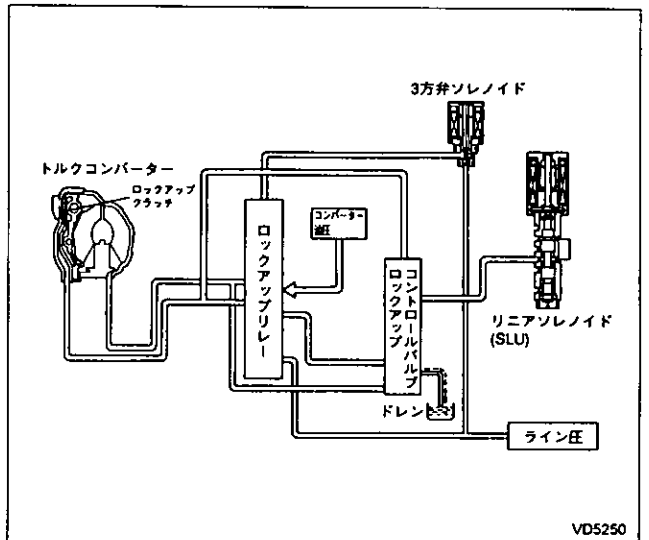 3方弁ソレノイド
トルクコンバーター
ロックアップ
クラッチ
ロックアップリレー
コンバーター
油圧
ロックアップ
コントロールバルブ
リニアソレノイド
(SLU)
ドレン
ライン圧
VD5250